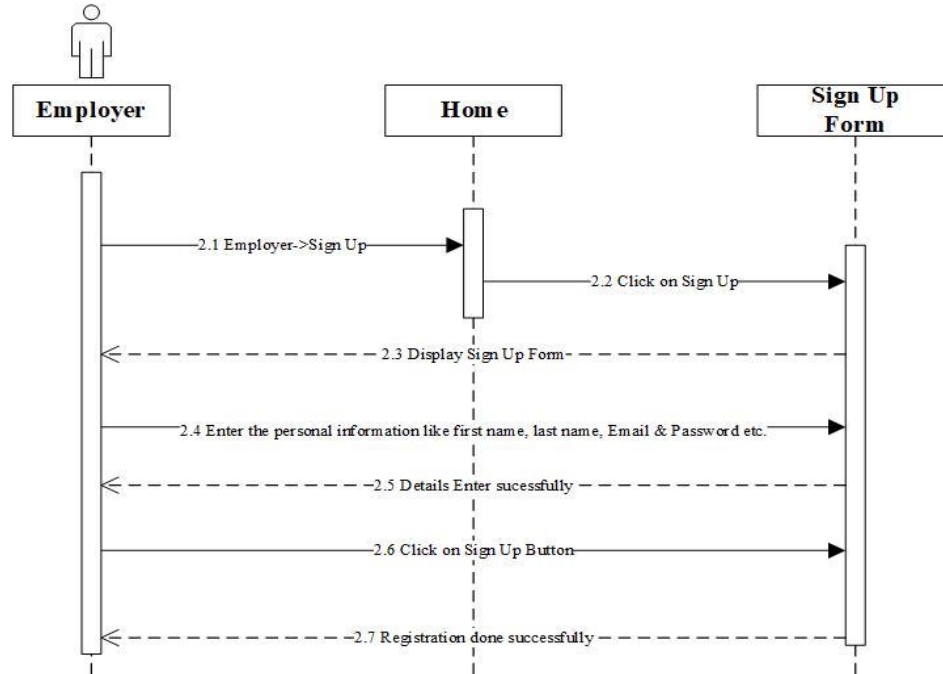 Employer
Home
Sign Up
Form
2.1 Employer->Sign Up
2.2 Click on Sign Up
2.3 Display Sign Up Form
2.4 Enter the personal information like first name, last name, Email & Password etc.
2.5 Details Enter sucessfully
2.6 Click on Sign Up Button
2.7 Registration done successfully